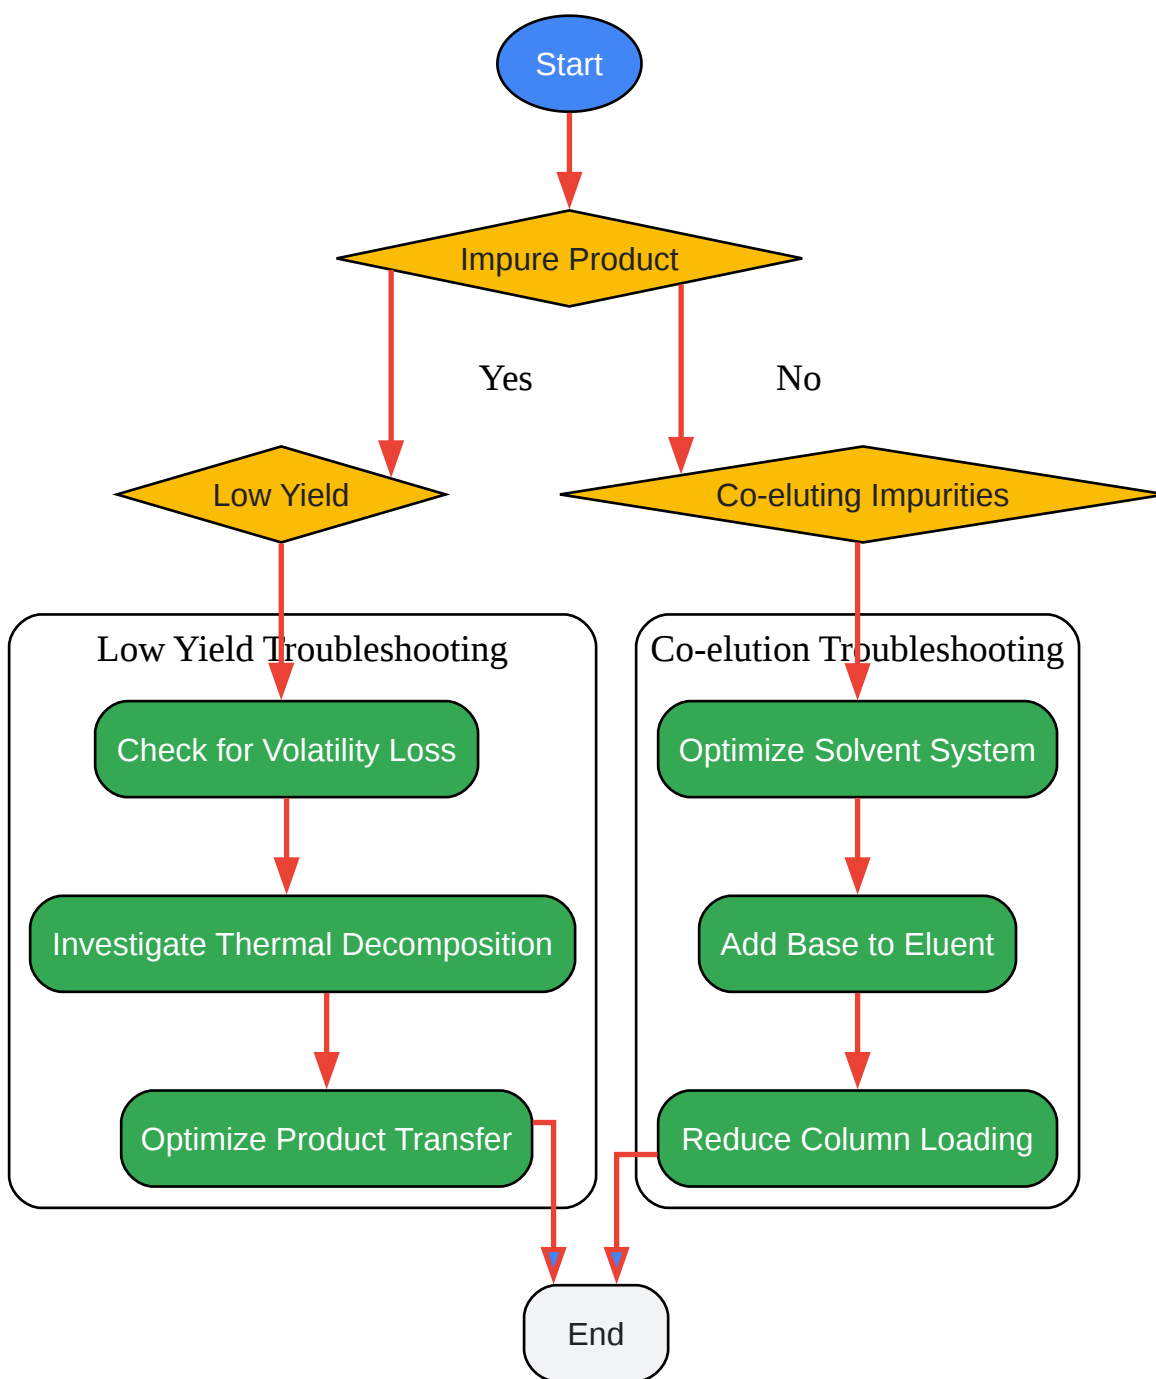 Start
Impure Product
Yes
No
Low Yield
Co-eluting Impurities
Low Yield Troubleshooting
Co-elution Troubleshooting
Check for Volatility Loss
Optimize Solvent System
Investigate Thermal Decomposition
Add Base to Eluent
Optimize Product Transfer
Reduce Column Loading
End